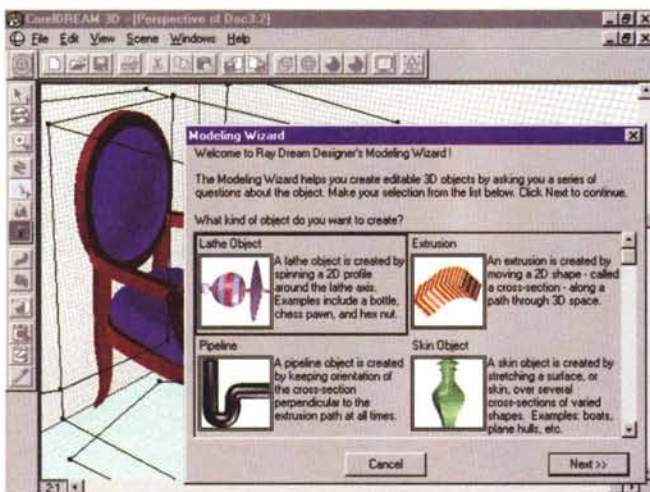 CorelDREAM 3D - [Perspective of Doc3:2]
File Edit View Scene Windows Help
Modeling Wizard
Welcome to Ray Dream Designer's Modeling Wizard !
The Modeling Wizard helps you create editable 3D objects by asking you a series of
questions about the object. Make your selection from the list below. Click Next to continue.
What kind of object do you want to create?
Lathe Object
A lathe object is created by
spinning a 2D profile
around the lathe axis.
Examples include a bottle,
chess pawn, and hex nut.
Extrusion
An extrusion is created by
moving a 2D shape - called
a cross-section - along a
path through 3D space.
Pipeline
A pipeline object is created
by keeping orientation of
the cross-section
perpendicular to the
extrusion path at all times.
Skin Object
A skin object is created by
stretching a surface, or
skin, over several
cross-sections of varied
shapes. Examples: boats,
plane hulls, etc.
Cancel
Next >>
2:1